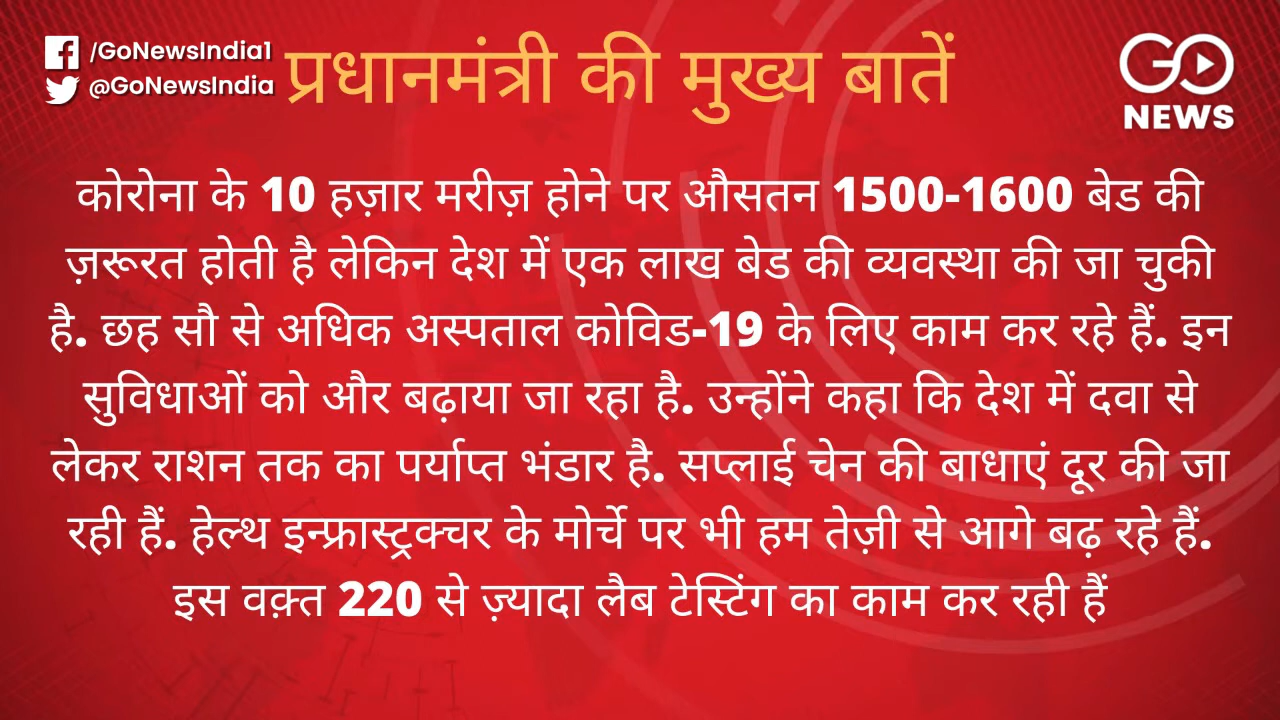 /GoNewsIndia1
@GoNewsIndia
प्रधानमंत्री की मुख्य बातें
GO
NEWS
कोरोना के 10 हज़ार मरीज़ होने पर औसतन 1500-1600 बेड की
ज़रूरत होती है लेकिन देश में एक लाख बेड की व्यवस्था की जा चुकी
है. छह सौ से अधिक अस्पताल कोविड-19 के लिए काम कर रहे हैं. इन
सुविधाओं को और बढ़ाया जा रहा है. उन्होंने कहा कि देश में दवा से
लेकर राशन तक का पर्याप्त भंडार है. सप्लाई चेन की बाधाएं दूर की जा
रही हैं. हेल्थ इन्फ्रास्ट्रक्चर के मोर्चे पर भी हम तेज़ी से आगे बढ़ रहे हैं.
इस वक़्त 220 से ज़्यादा लैब टेस्टिंग का काम कर रही हैं